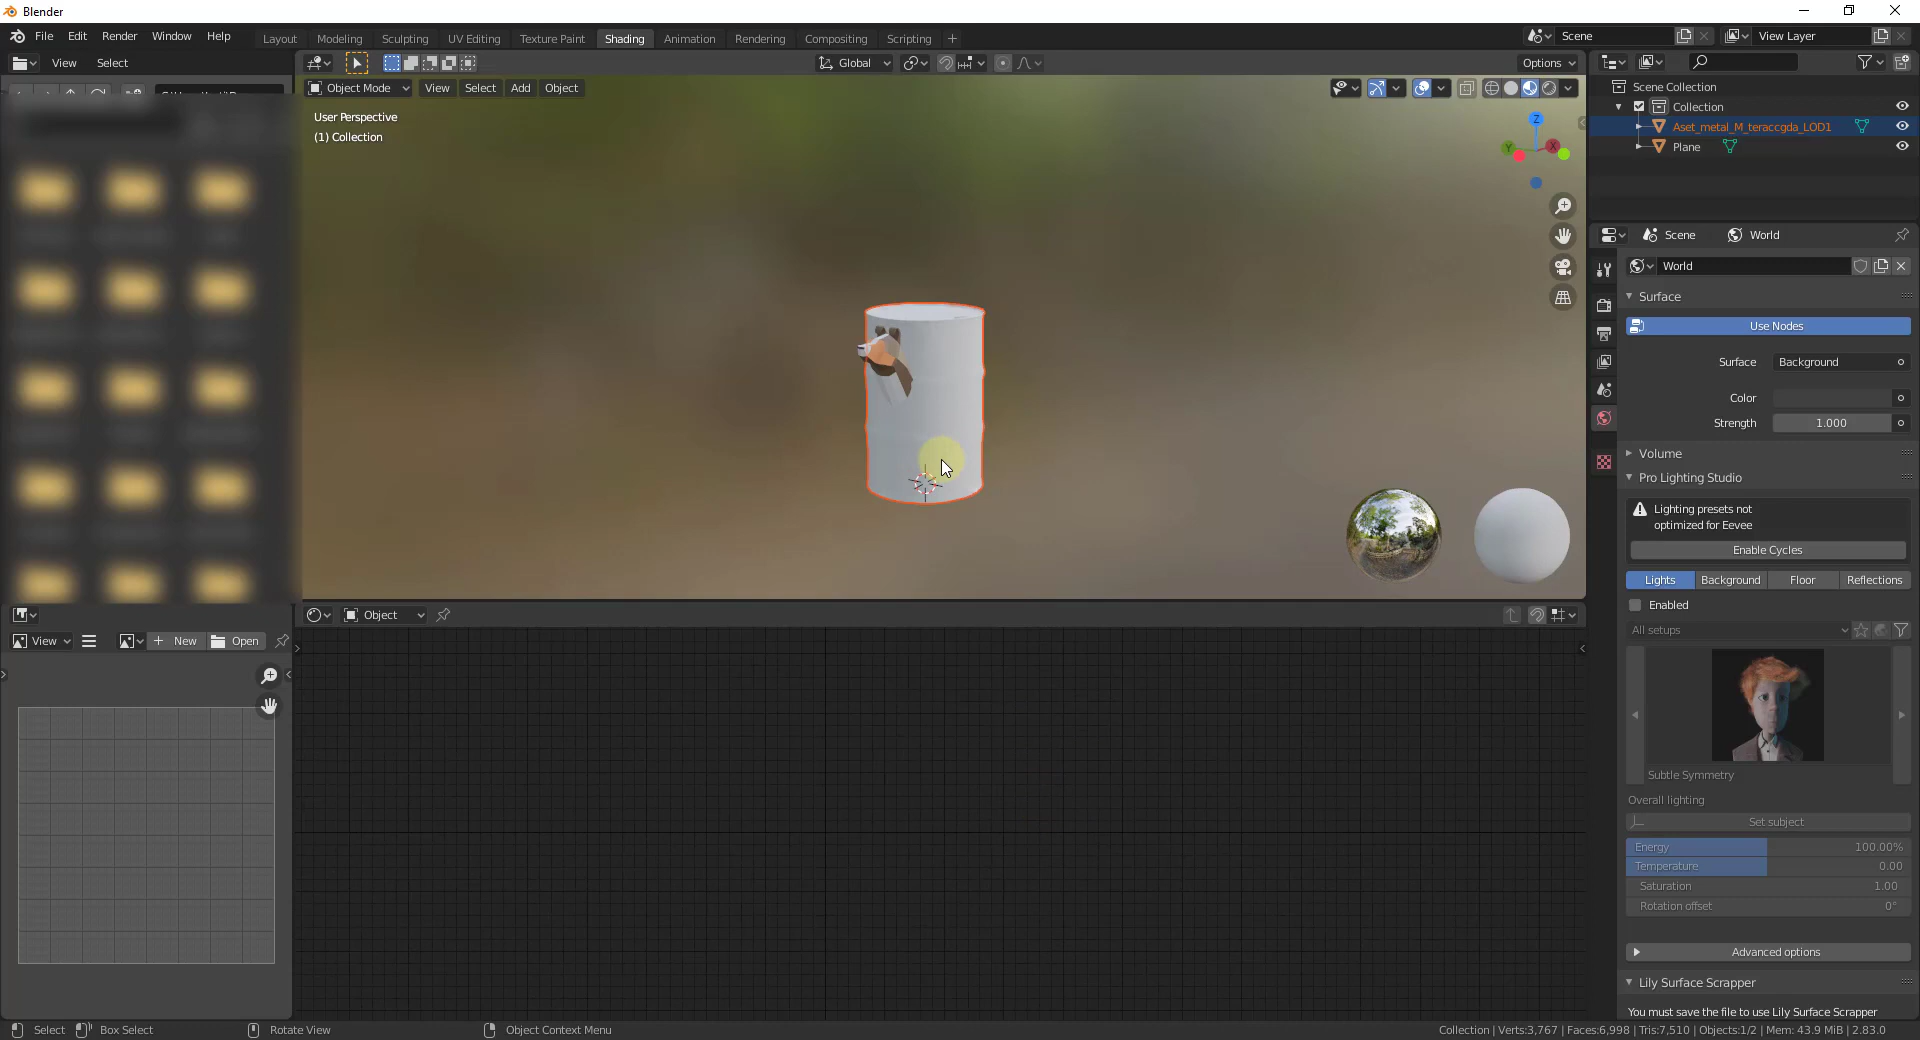 Blender
File Edit Render Window Help
Layout Modeling Sculpting UV Editing Texture Paint Shading Animation Rendering Compositing Scripting +
Scene
View Layer
View Select
Global
Options
Object Mode View Select Add Object
User Perspective
(1) Collection
Z
Y
X
Scene Collection
Collection
Aset_metal_M_teraccgda_LOD1
Plane
Scene World
World
Surface
Use Nodes
Surface Background
Color
Strength 1.000
Volume
Pro Lighting Studio
Lighting presets not
optimized for Eevee
Enable Cycles
Lights Background Floor Reflections
Enabled
All setups
Subtle Symmetry
Overall lighting
Set subject
Energy 100.00%
Temperature 0.00
Saturation 1.00
Rotation offset 0°
Advanced options
Lily Surface Scrapper
You must save the file to use Lily Surface Scrapper
Object
View New Open
Select Box Select Rotate View Object Context Menu
Collection | Verts:3,767 | Faces:6,998 | Tris:7,510 | Objects:1/2 | Mem: 43.9 MiB | 2.83.0